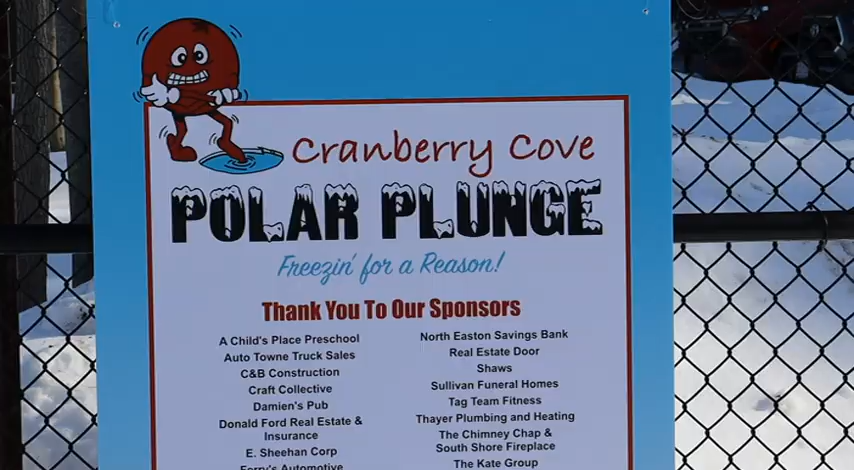 Cranberry Cove
POLAR PLUNGE
Freezin' for a Reason!
Thank You To Our Sponsors
A Child's Place Preschool
Auto Towne Truck Sales
C&B Construction
Craft Collective
Damien's Pub
Donald Ford Real Estate &
Insurance
E. Sheehan Corp
Ferry's Automotive
North Easton Savings Bank
Real Estate Door
Shaws
Sullivan Funeral Homes
Tag Team Fitness
Thayer Plumbing and Heating
The Chimney Chap &
South Shore Fireplace
The Kate Group